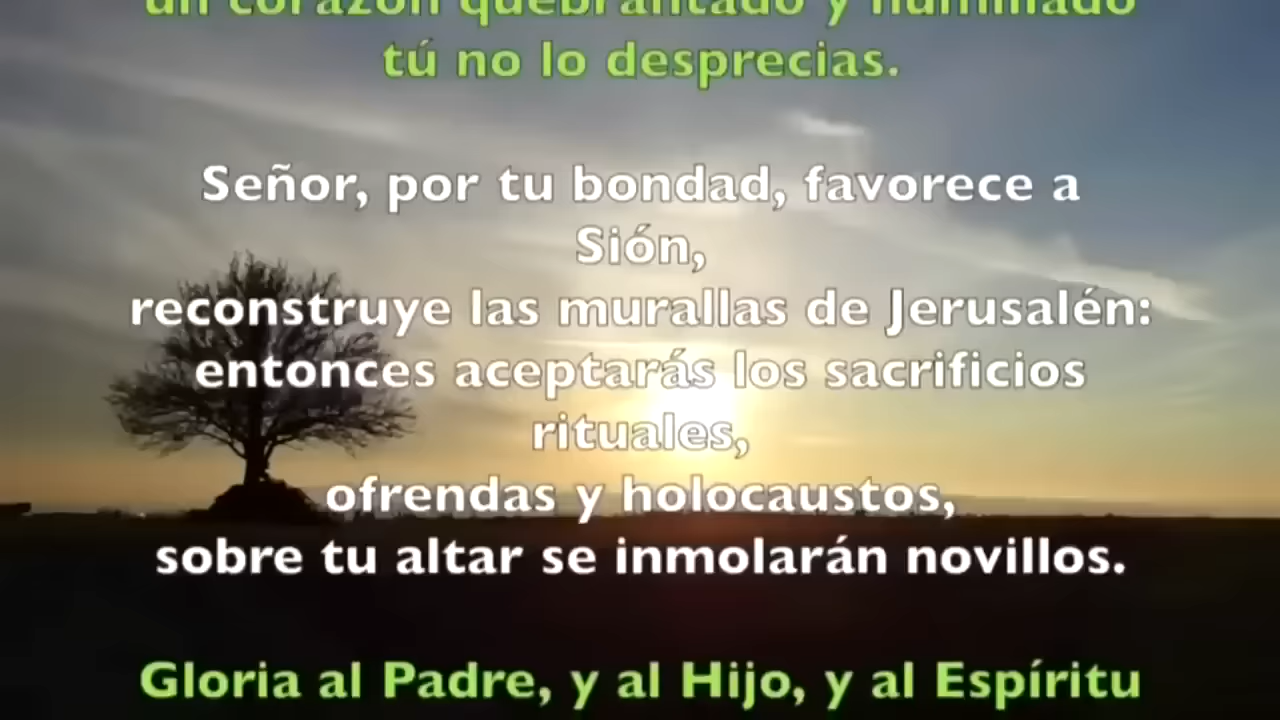 un corazón quebrantado y humillado
tú no lo desprecias.
Señor, por tu bondad, favorece a
Sión,
reconstruye las murallas de Jerusalén:
entonces aceptarás los sacrificios
rituales,
ofrendas y holocaustos,
sobre tu altar se inmolarán novillos.
Gloria al Padre, y al Hijo, y al Espíritu